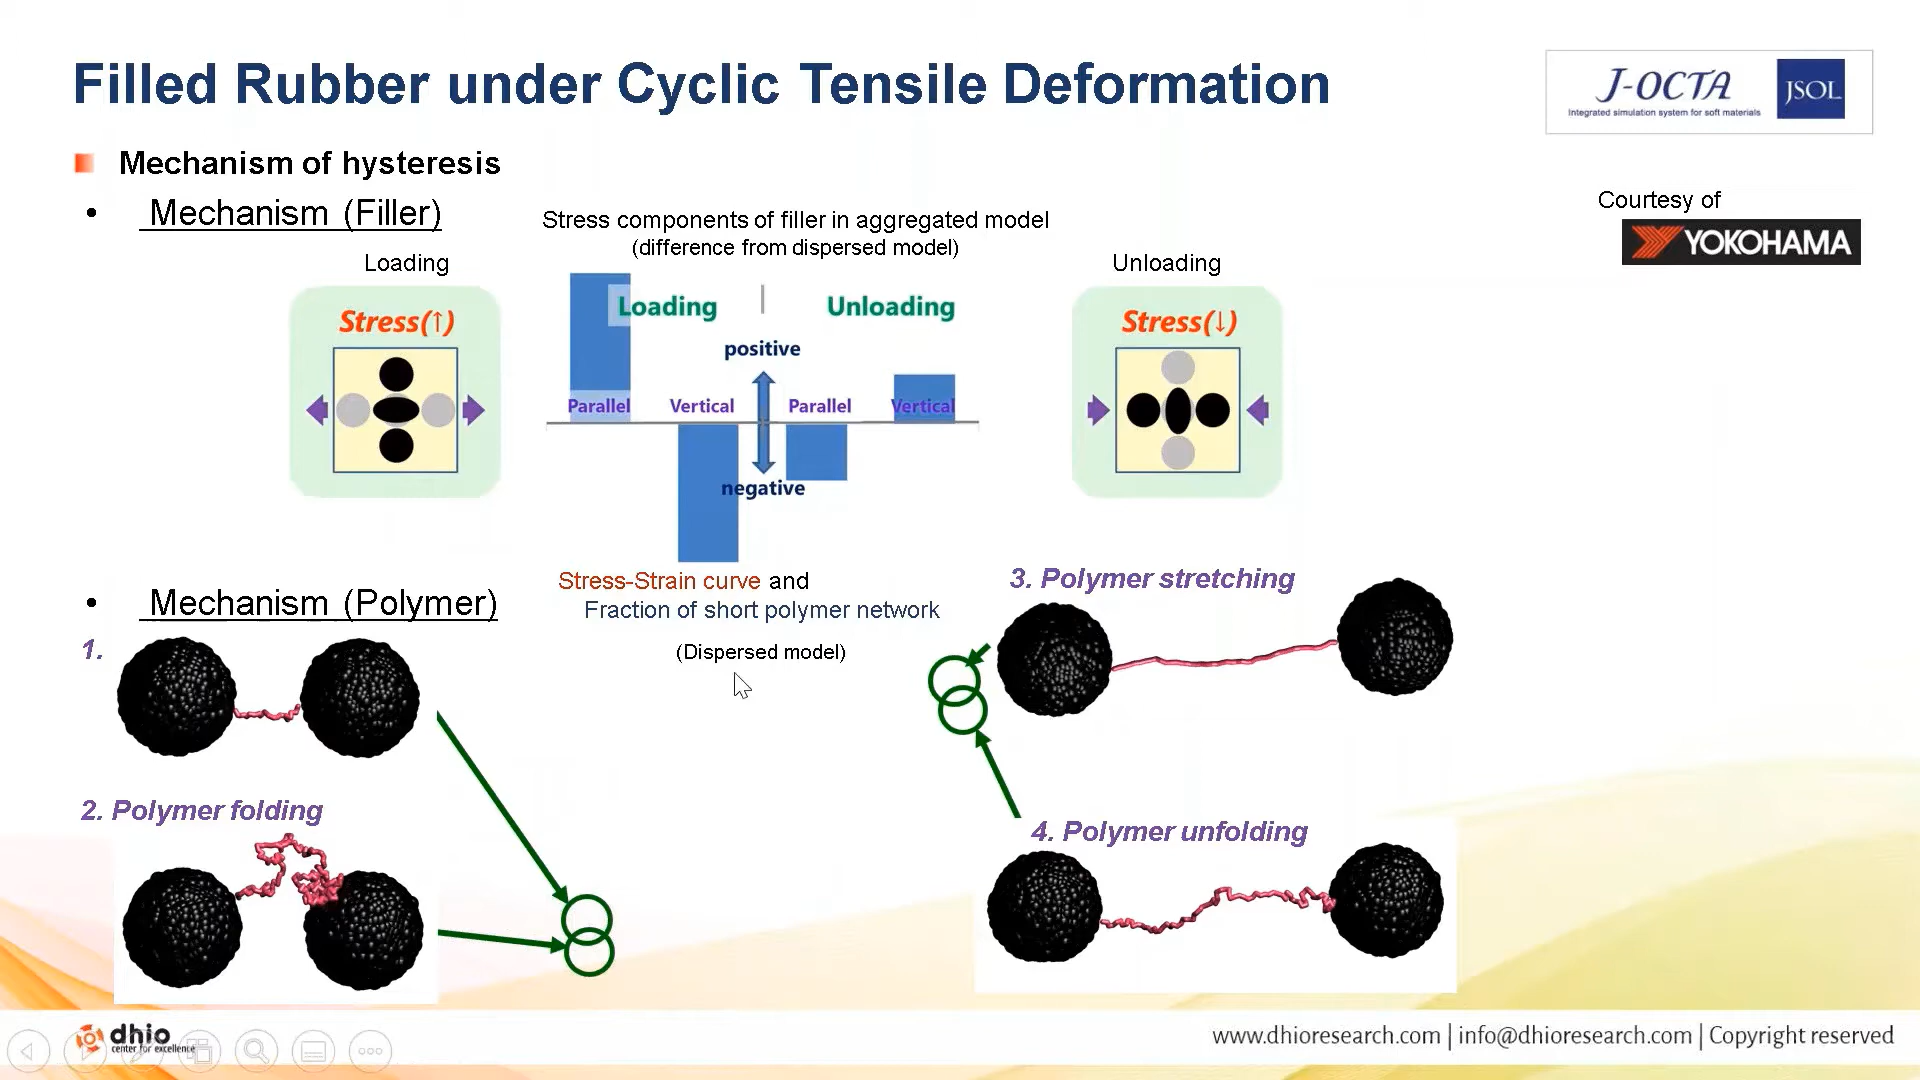 Filled Rubber under Cyclic Tensile Deformation
J-OCTA
Integrated simulation system for soft materials
JSOL
Mechanism of hysteresis
• Mechanism (Filler)
Courtesy of
YOKOHAMA
Stress components of filler in aggregated model
(difference from dispersed model)
Loading
Unloading
Stress(↑)
Loading
Unloading
Stress(↓)
positive
Parallel
Vertical
Parallel
Vertical
negative
Stress-Strain curve and
Fraction of short polymer network
(Dispersed model)
• Mechanism (Polymer)
1.
2. Polymer folding
3. Polymer stretching
4. Polymer unfolding
dhio
center for excellence
www.dhioresearch.com | info@dhioresearch.com | Copyright reserved